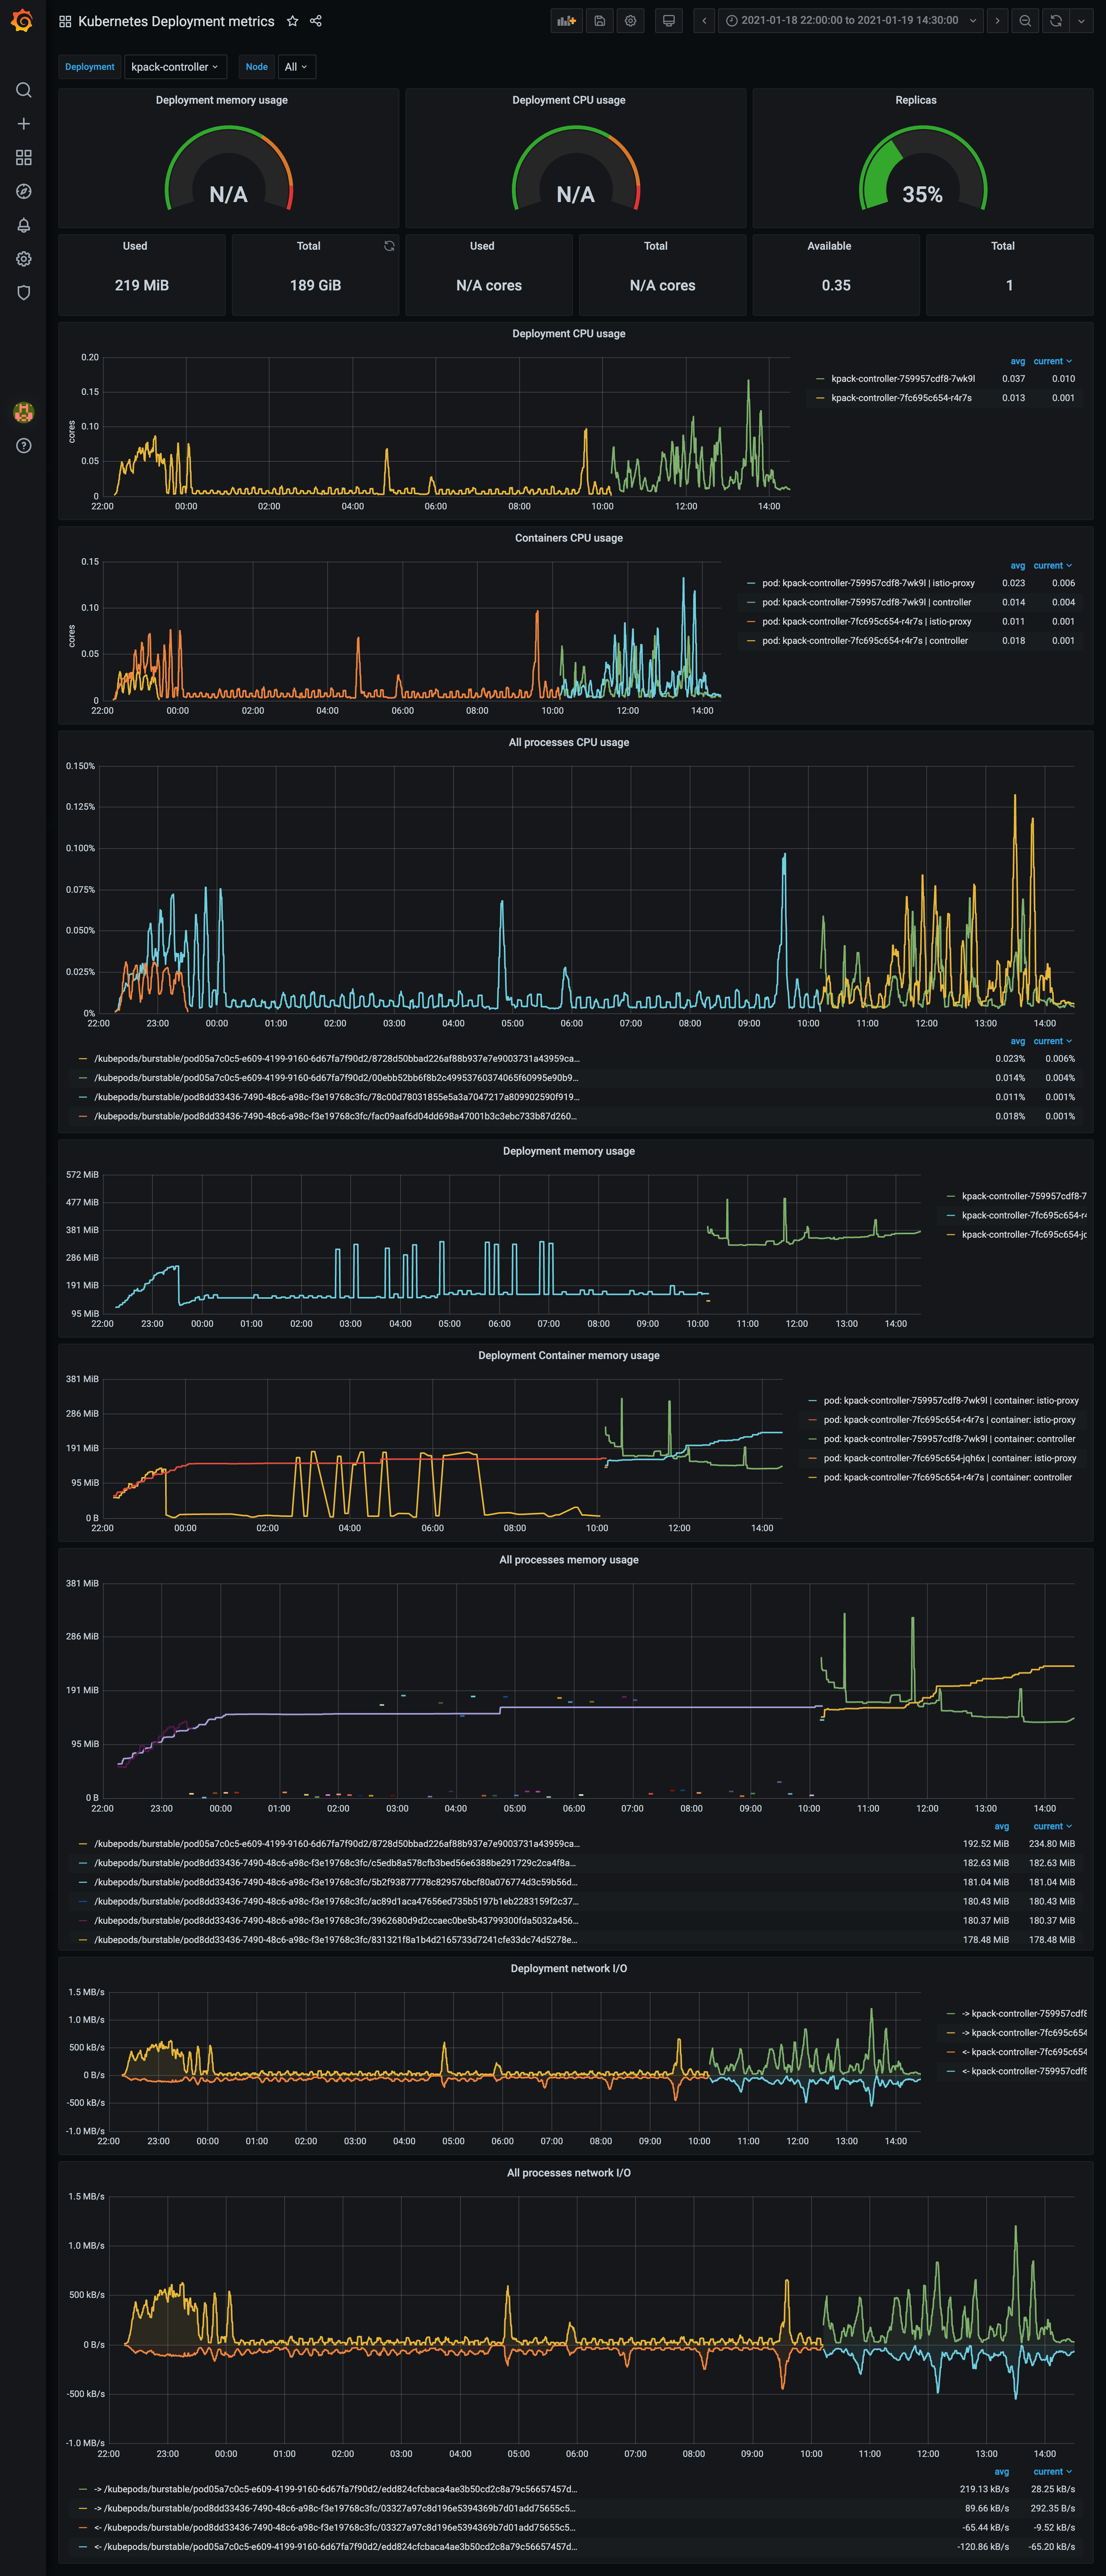 Kubernetes Deployment metrics
2021-01-18 22:00:00 to 2021-01-19 14:30:00
Deployment kpack-controller Node All
Deployment memory usage Deployment CPU usage Replicas
N/A N/A 35%
Used Total Used Total Available Total
219 MiB 189 GiB N/A cores N/A cores 0.35 1
Deployment CPU usage
cores
0.20
0.15
0.10
0.05
0
22:00 00:00 02:00 04:00 06:00 08:00 10:00 12:00 14:00
avg current
kpack-controller-759957cdf8-7wk9l 0.037 0.010
kpack-controller-7fc695c654-r4r7s 0.013 0.001
Containers CPU usage
cores
0.15
0.10
0.05
0
22:00 00:00 02:00 04:00 06:00 08:00 10:00 12:00 14:00
avg current
pod: kpack-controller-759957cdf8-7wk9l | istio-proxy 0.023 0.006
pod: kpack-controller-759957cdf8-7wk9l | controller 0.014 0.004
pod: kpack-controller-7fc695c654-r4r7s | istio-proxy 0.011 0.001
pod: kpack-controller-7fc695c654-r4r7s | controller 0.018 0.001
All processes CPU usage
0.150%
0.125%
0.100%
0.075%
0.050%
0.025%
0%
22:00 23:00 00:00 01:00 02:00 03:00 04:00 05:00 06:00 07:00 08:00 09:00 10:00 11:00 12:00 13:00 14:00
avg current
/kubepods/burstable/pod05a7c0c5-e609-4199-9160-6d67fa7f90d2/8728d50bbad226af88b937e7e9003731a43959ca... 0.023% 0.006%
/kubepods/burstable/pod05a7c0c5-e609-4199-9160-6d67fa7f90d2/00ebb52bb6f8b2c49953760374065f60995e90b9... 0.014% 0.004%
/kubepods/burstable/pod8dd33436-7490-48c6-a98c-f3e19768c3fc/78c00d78031855e5a3a7047217a809902590f919... 0.011% 0.001%
/kubepods/burstable/pod8dd33436-7490-48c6-a98c-f3e19768c3fc/fac09aaf6d04dd698a47001b3c3ebc733b87d260... 0.018% 0.001%
Deployment memory usage
572 MiB
477 MiB
381 MiB
286 MiB
191 MiB
95 MiB
22:00 23:00 00:00 01:00 02:00 03:00 04:00 05:00 06:00 07:00 08:00 09:00 10:00 11:00 12:00 13:00 14:00
kpack-controller-759957cdf8-7
kpack-controller-7fc695c654-r4
kpack-controller-7fc695c654-jc
Deployment Container memory usage
381 MiB
286 MiB
191 MiB
95 MiB
0 B
22:00 00:00 02:00 04:00 06:00 08:00 10:00 12:00 14:00
pod: kpack-controller-759957cdf8-7wk9l | container: istio-proxy
pod: kpack-controller-7fc695c654-r4r7s | container: istio-proxy
pod: kpack-controller-759957cdf8-7wk9l | container: controller
pod: kpack-controller-7fc695c654-jqh6x | container: istio-proxy
pod: kpack-controller-7fc695c654-r4r7s | container: controller
All processes memory usage
381 MiB
286 MiB
191 MiB
95 MiB
0 B
22:00 23:00 00:00 01:00 02:00 03:00 04:00 05:00 06:00 07:00 08:00 09:00 10:00 11:00 12:00 13:00 14:00
avg current
/kubepods/burstable/pod05a7c0c5-e609-4199-9160-6d67fa7f90d2/8728d50bbad226af88b937e7e9003731a43959ca... 192.52 MiB 234.80 MiB
/kubepods/burstable/pod8dd33436-7490-48c6-a98c-f3e19768c3fc/c5edb8a578cfb3bed56e6388be291729c2ca4f8a... 182.63 MiB 182.63 MiB
/kubepods/burstable/pod8dd33436-7490-48c6-a98c-f3e19768c3fc/5b2f93877778c829576bcf80a076774d3c59b56d... 181.04 MiB 181.04 MiB
/kubepods/burstable/pod8dd33436-7490-48c6-a98c-f3e19768c3fc/ac89d1aca47656ed735b5197b1eb2283159f2c37... 180.43 MiB 180.43 MiB
/kubepods/burstable/pod8dd33436-7490-48c6-a98c-f3e19768c3fc/3962680d9d2ccaec0be5b43799300fda5032a456... 180.37 MiB 180.37 MiB
/kubepods/burstable/pod8dd33436-7490-48c6-a98c-f3e19768c3fc/831321f8a1b4d2165733d7241cfe33dc74d5278e... 178.48 MiB 178.48 MiB
Deployment network I/O
1.5 MB/s
1.0 MB/s
500 kB/s
0 B/s
-500 kB/s
-1.0 MB/s
22:00 23:00 00:00 01:00 02:00 03:00 04:00 05:00 06:00 07:00 08:00 09:00 10:00 11:00 12:00 13:00 14:00
-> kpack-controller-759957cdf8
-> kpack-controller-7fc695c654
<- kpack-controller-7fc695c654
<- kpack-controller-759957cdf8
All processes network I/O
1.5 MB/s
1.0 MB/s
500 kB/s
0 B/s
-500 kB/s
-1.0 MB/s
22:00 23:00 00:00 01:00 02:00 03:00 04:00 05:00 06:00 07:00 08:00 09:00 10:00 11:00 12:00 13:00 14:00
avg current
-> /kubepods/burstable/pod05a7c0c5-e609-4199-9160-6d67fa7f90d2/edd824cfcbaca4ae3b50cd2c8a79c56657457d... 219.13 kB/s 28.25 kB/s
-> /kubepods/burstable/pod8dd33436-7490-48c6-a98c-f3e19768c3fc/03327a97c8d196e5394369b7d01add75655c5... 89.66 kB/s 292.35 B/s
<- /kubepods/burstable/pod8dd33436-7490-48c6-a98c-f3e19768c3fc/03327a97c8d196e5394369b7d01add75655c5... -65.44 kB/s -9.52 kB/s
<- /kubepods/burstable/pod05a7c0c5-e609-4199-9160-6d67fa7f90d2/edd824cfcbaca4ae3b50cd2c8a79c56657457d... -120.86 kB/s -65.20 kB/s